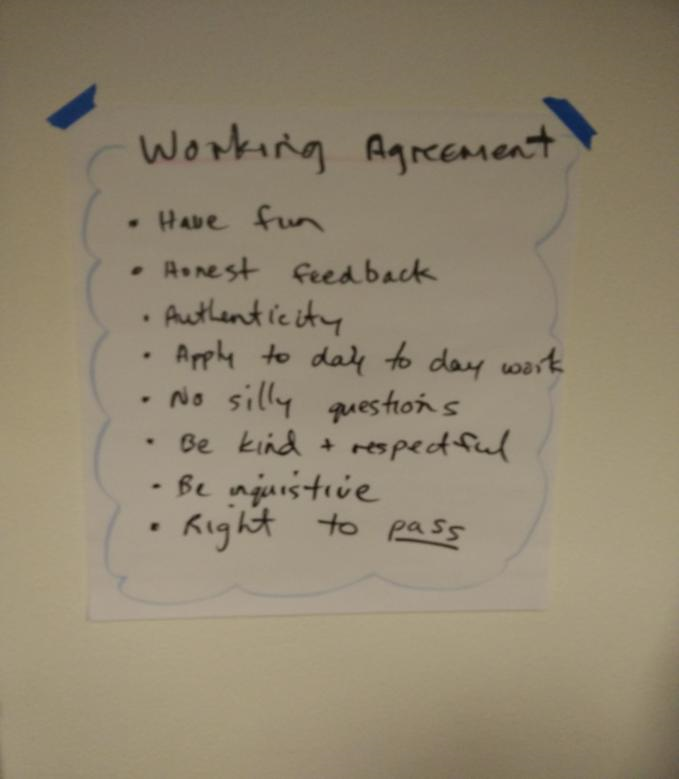 Working Agreement
• Have fun
• Honest feedback
• Authenticity
• Apply to day to day work
• No silly questions
• Be kind + respectful
• Be inquistive
• Right to pass